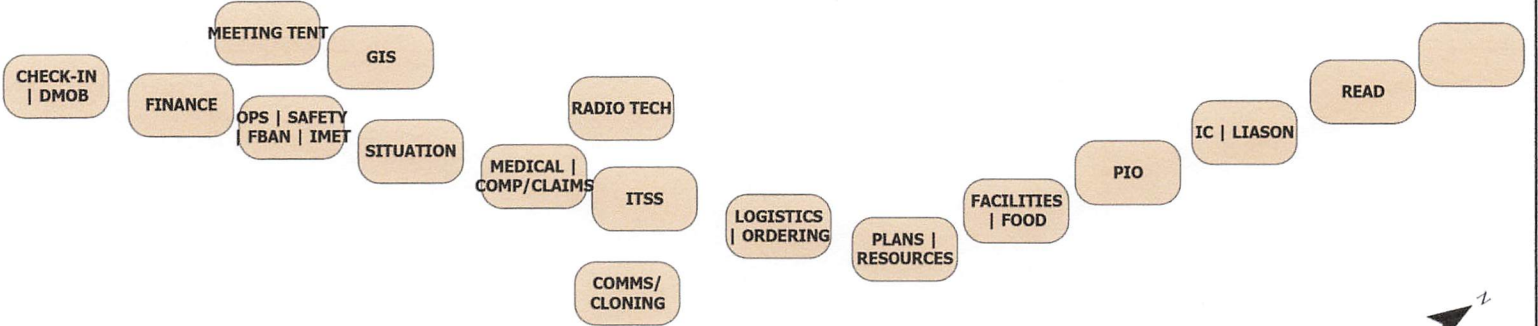 MEETING TENT
GIS
CHECK-IN
| DMOB
FINANCE
OPS | SAFETY
| FBAN | IMET
SITUATION
RADIO TECH
MEDICAL |
COMP/CLAIMS
ITSS
COMMS/
CLONING
LOGISTICS
| ORDERING
PLANS |
RESOURCES
FACILITIES
| FOOD
PIO
IC | LIASON
READ
N